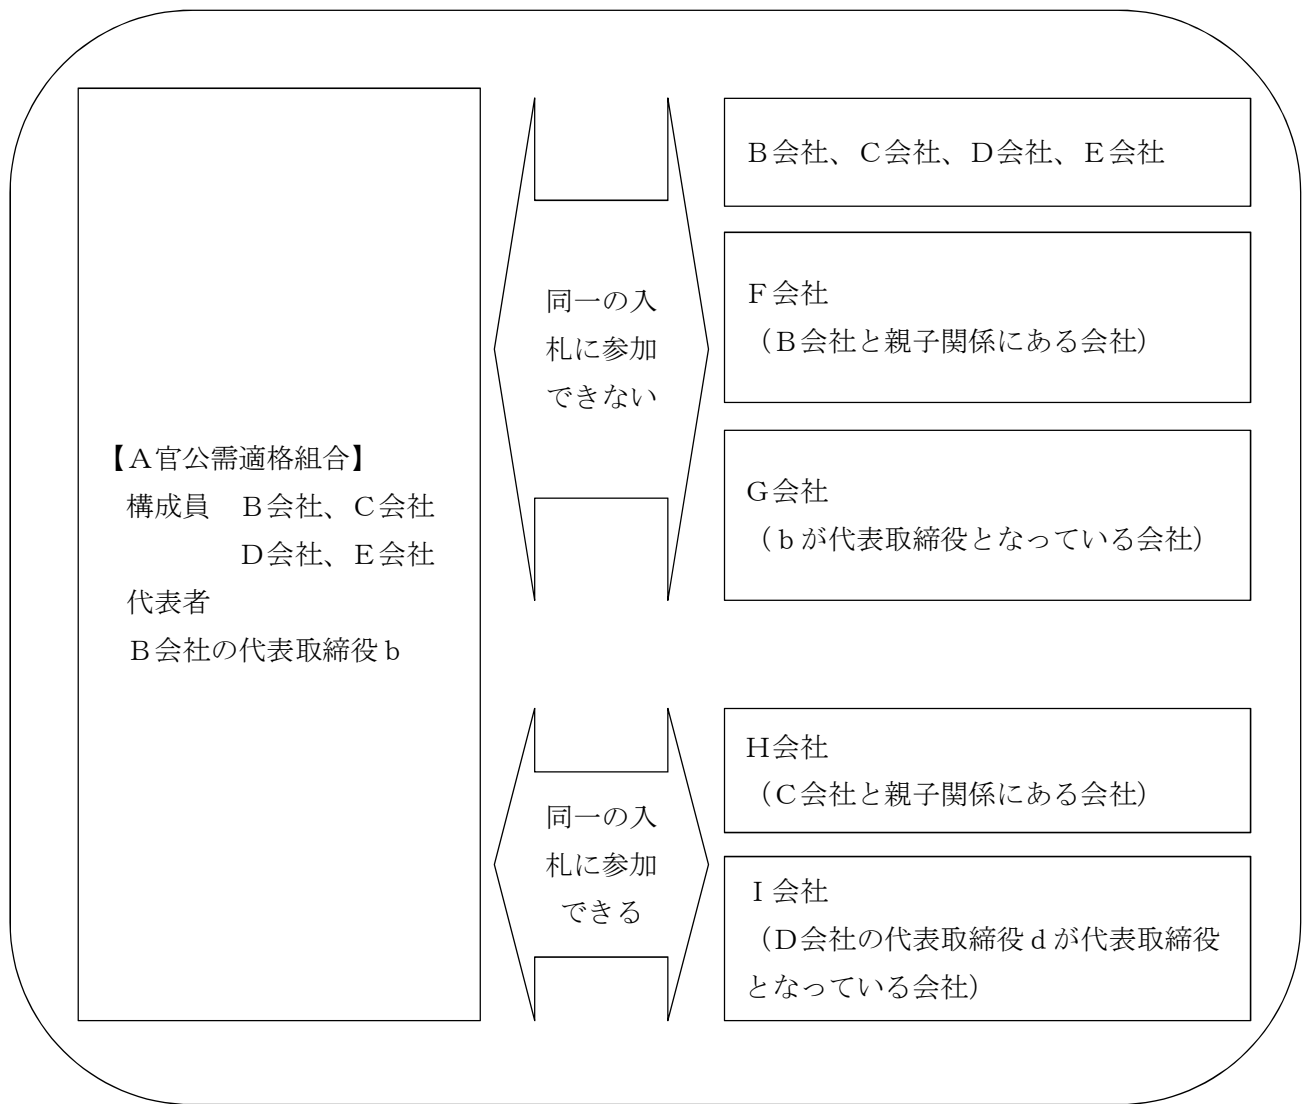 【Ａ官公需適格組合】
構成員　Ｂ会社、Ｃ会社
Ｄ会社、Ｅ会社
代表者
Ｂ会社の代表取締役ｂ
同一の入
札に参加
できない
Ｂ会社、Ｃ会社、Ｄ会社、Ｅ会社
Ｆ会社
（Ｂ会社と親子関係にある会社）
Ｇ会社
（ｂが代表取締役となっている会社）
同一の入
札に参加
できる
Ｈ会社
（Ｃ会社と親子関係にある会社）
Ｉ会社
（Ｄ会社の代表取締役ｄが代表取締役
となっている会社）